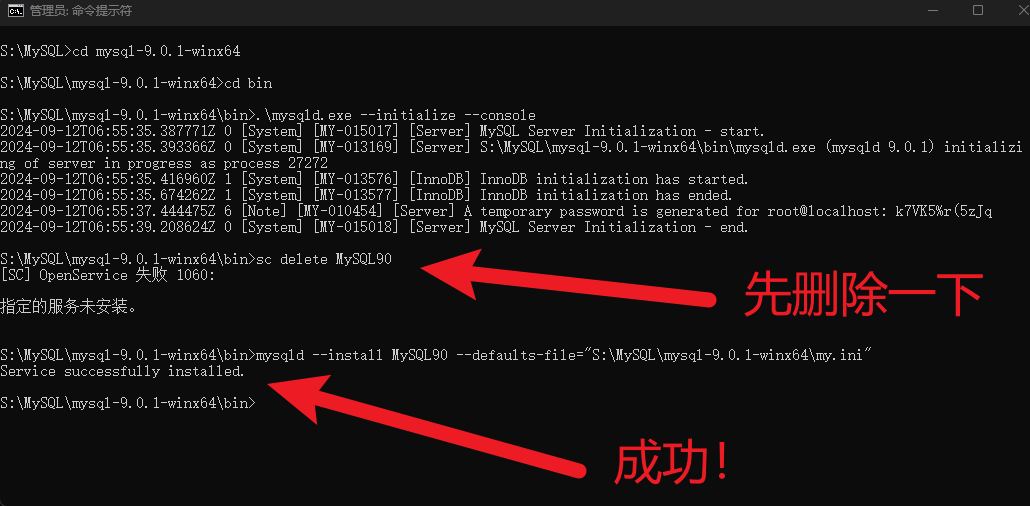 管理员: 命令提示符
S:\MySQL>cd mysql-9.0.1-winx64
S:\MySQL\mysql-9.0.1-winx64>cd bin
S:\MySQL\mysql-9.0.1-winx64\bin>.\mysqld.exe --initialize --console
2024-09-12T06:55:35.387771Z 0 [System] [MY-015017] [Server] MySQL Server Initialization - start.
2024-09-12T06:55:35.393366Z 0 [System] [MY-013169] [Server] S:\MySQL\mysql-9.0.1-winx64\bin\mysqld.exe (mysqld 9.0.1) initializi
ng of server in progress as process 27272
2024-09-12T06:55:35.416960Z 1 [System] [MY-013576] [InnoDB] InnoDB initialization has started.
2024-09-12T06:55:35.674262Z 1 [System] [MY-013577] [InnoDB] InnoDB initialization has ended.
2024-09-12T06:55:37.444475Z 6 [Note] [MY-010454] [Server] A temporary password is generated for root@localhost: k7VK5%r(5zJq
2024-09-12T06:55:39.208624Z 0 [System] [MY-015018] [Server] MySQL Server Initialization - end.
S:\MySQL\mysql-9.0.1-winx64\bin>sc delete MySQL90
[SC] OpenService 失败 1060:
先删除一下
指定的服务未安装。
S:\MySQL\mysql-9.0.1-winx64\bin>mysqld --install MySQL90 --defaults-file="S:\MySQL\mysql-9.0.1-winx64\my.ini"
Service successfully installed.
S:\MySQL\mysql-9.0.1-winx64\bin>
成功！